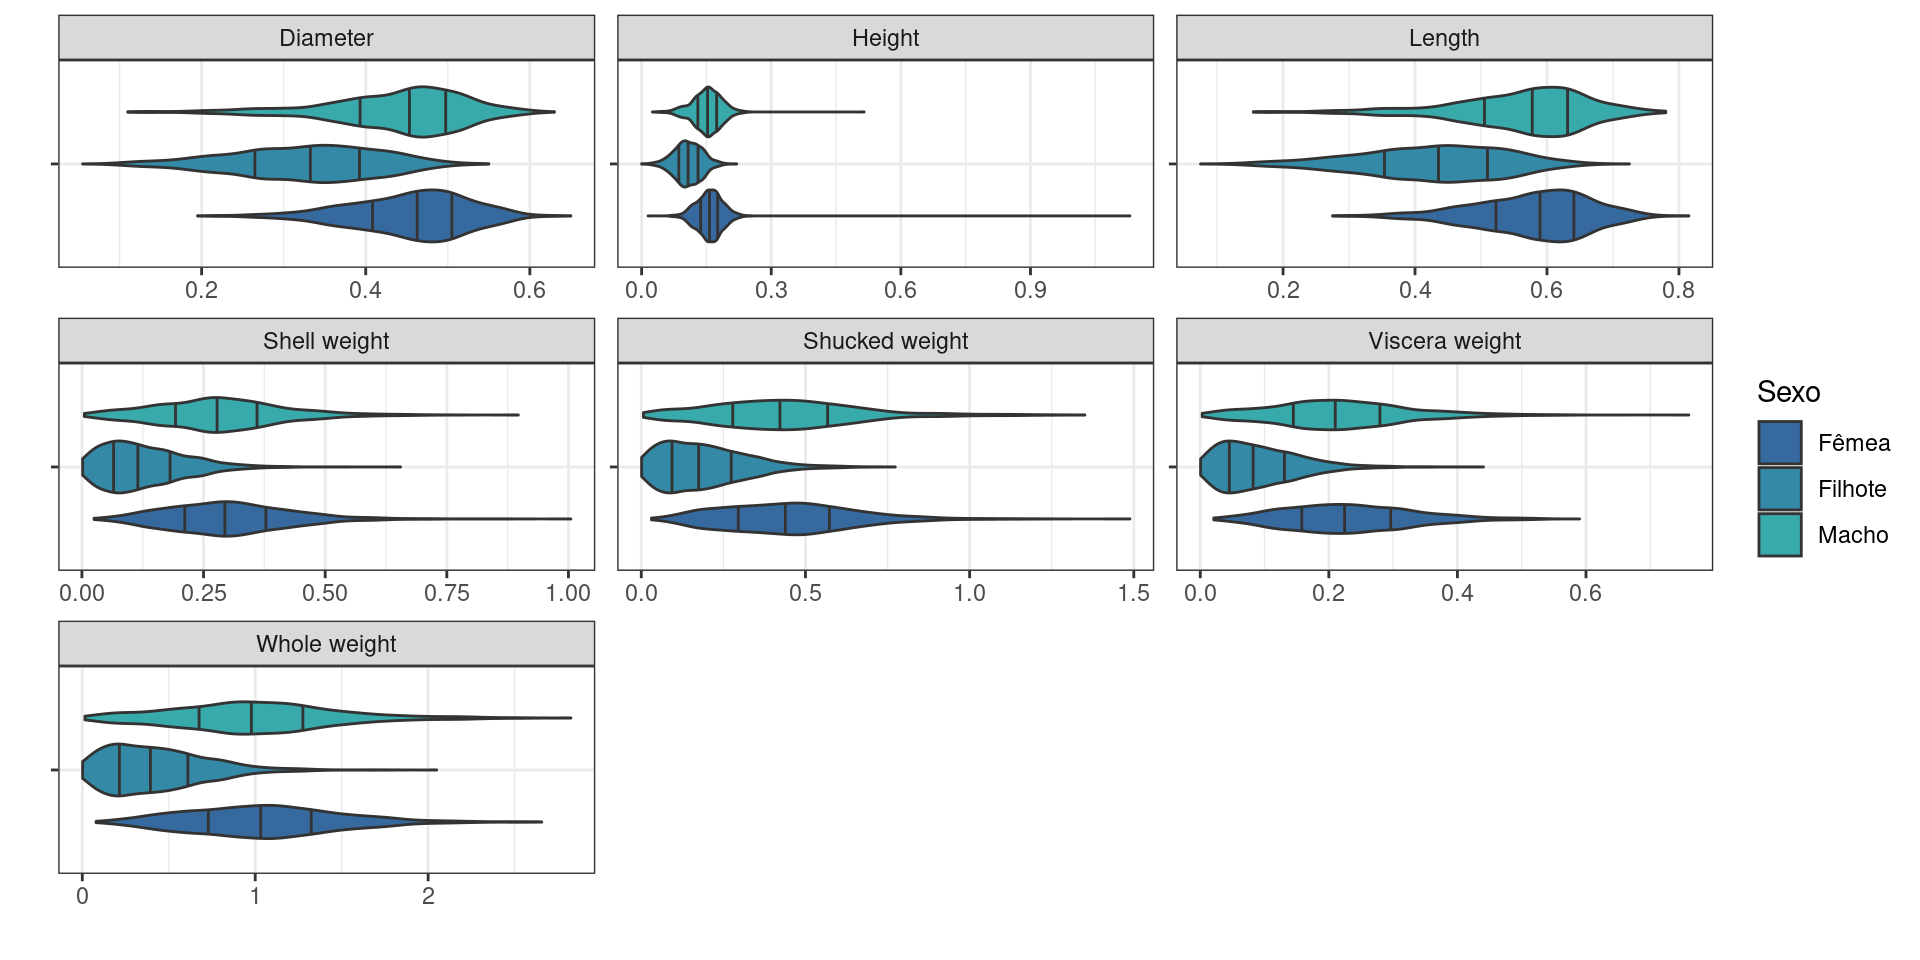 Diameter
Height
Length
0.2 0.4 0.6
0.0 0.3 0.6 0.9
0.2 0.4 0.6 0.8
Shell weight
Shucked weight
Viscera weight
0.00 0.25 0.50 0.75 1.00
0.0 0.5 1.0 1.5
0.0 0.2 0.4 0.6
Whole weight
0 1 2
Sexo
Fêmea
Filhote
Macho